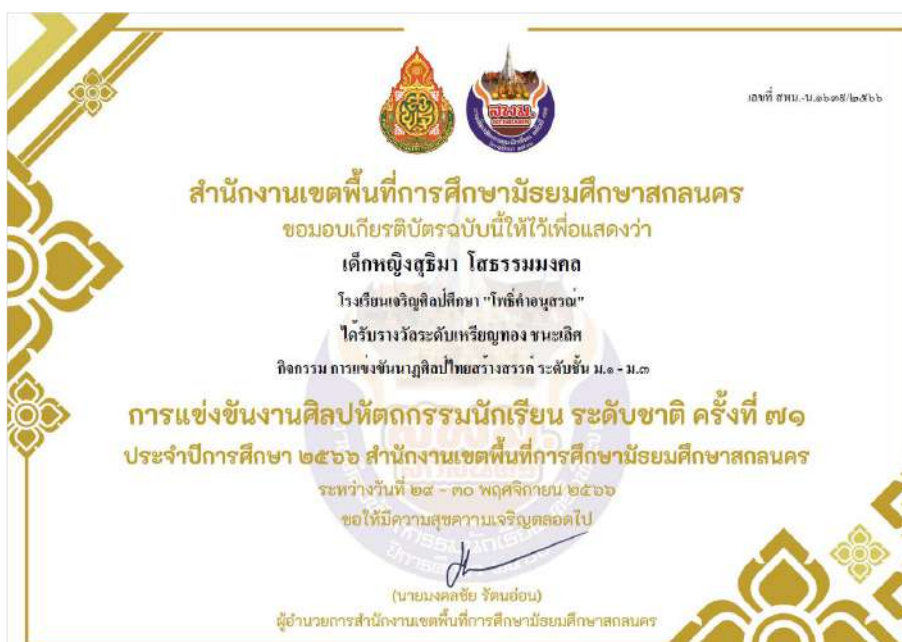 เลขที่ สพม.-น.๑๖๓๕/๒๕๖๖
สพม.
สำนักงานเขตพื้นที่การศึกษามัธยมศึกษาสกลนคร
ขอมอบเกียรติบัตรฉบับนี้ให้ไว้เพื่อแสดงว่า
เด็กหญิงสุธิมา โสธรรมมงคล
โรงเรียนเจริญศิลป์ศึกษา "โพธิ์คำอนุสรณ์"
ได้รับรางวัลระดับเหรียญทอง ชนะเลิศ
กิจกรรม การแข่งขันนาฏศิลป์ไทยสร้างสรรค์ ระดับชั้น ม.๑ - ม.๓
การแข่งขันงานศิลปหัตถกรรมนักเรียน ระดับชาติ ครั้งที่ ๗๑
ประจำปีการศึกษา ๒๕๖๖ สำนักงานเขตพื้นที่การศึกษามัธยมศึกษาสกลนคร
ระหว่างวันที่ ๒๙ - ๓๐ พฤศจิกายน ๒๕๖๖
ขอให้มีความสุขความเจริญตลอดไป
(นายมงคลชัย รัตนอ่อน)
ผู้อำนวยการสำนักงานเขตพื้นที่การศึกษามัธยมศึกษาสกลนคร